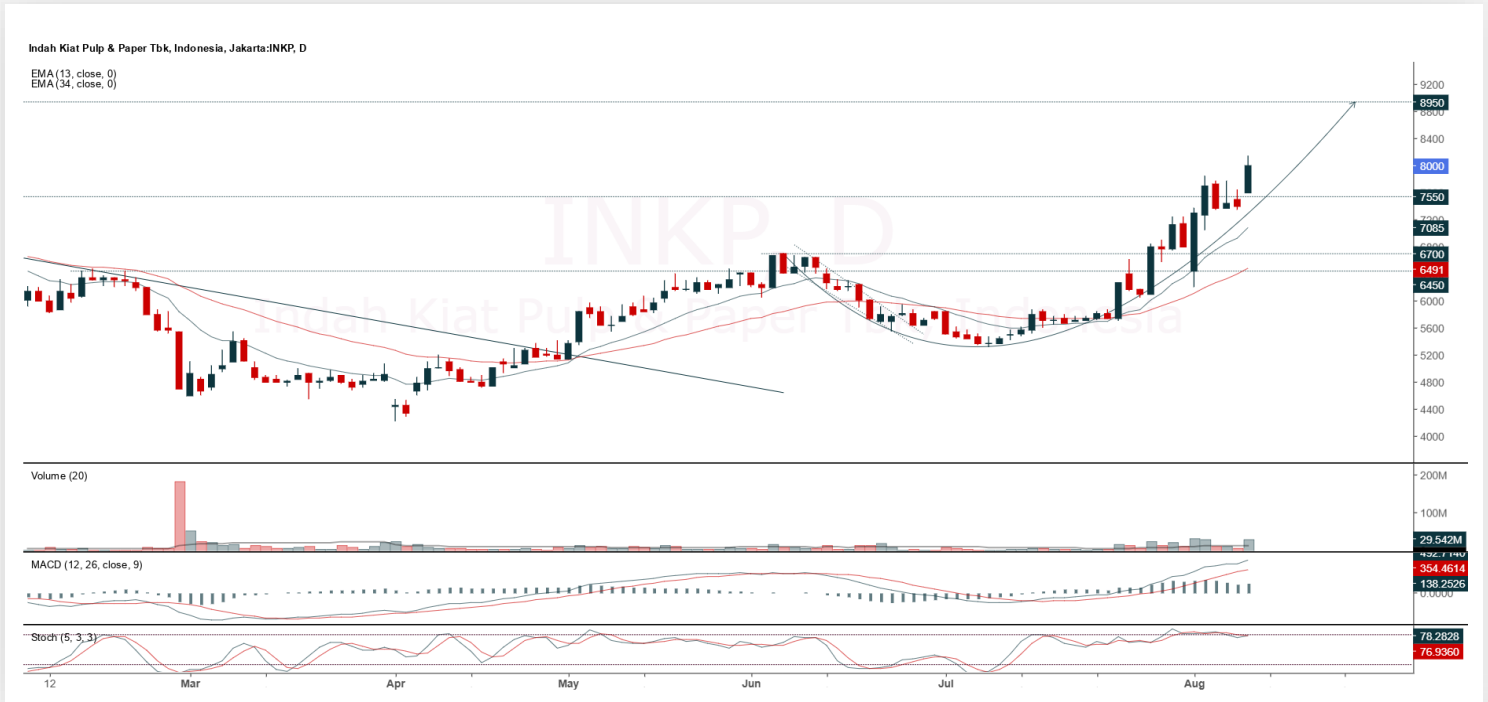 Indah Kiat Pulp & Paper Tbk, Indonesia, Jakarta:INKP, D
EMA (13, close, 0)
EMA (34, close, 0)
INKP, D
Indah Kiat Pulp & Paper Tbk, Indonesia
9200
8950
8800
8400
8000
7550
7200
7085
6700
6491
6450
6000
5600
5200
4800
4400
4000
Volume (20)
200M
100M
29.542M
MACD (12, 26, close, 9)
354.4614
138.2526
0.0000
Stoch (5, 3, 3)
78.2828
76.9360
12 Mar Apr May Jun Jul Aug